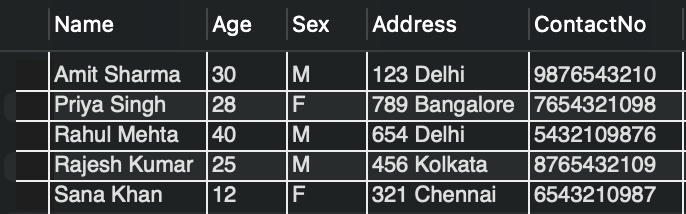 Name Age Sex Address ContactNo
Amit Sharma 30 M 123 Delhi 9876543210
Priya Singh 28 F 789 Bangalore 7654321098
Rahul Mehta 40 M 654 Delhi 5432109876
Rajesh Kumar 25 M 456 Kolkata 8765432109
Sana Khan 12 F 321 Chennai 6543210987